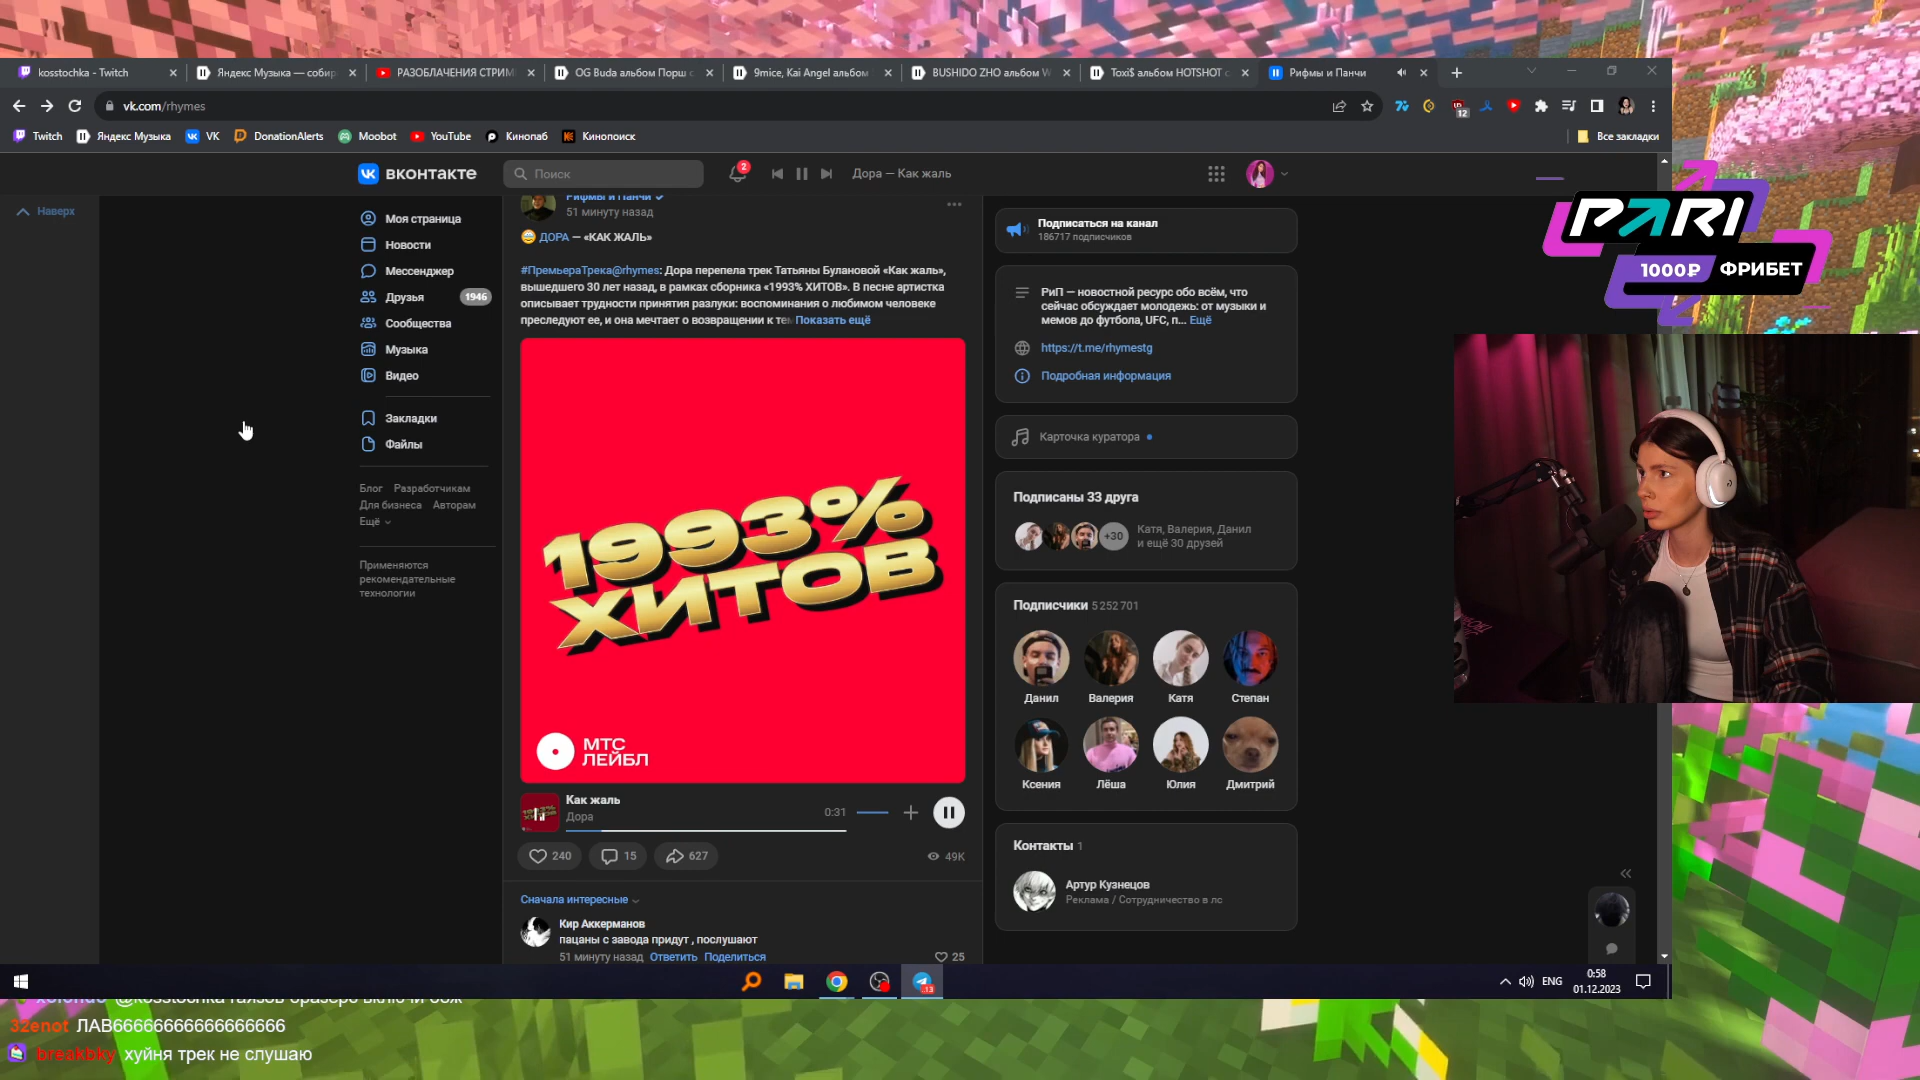 kosstochka - Twitch
Яндекс Музыка — собир
РАЗОБЛАЧЕНИЯ СТРИМ
OG Buda альбом Порш с
9mice, Kai Angel альбом
BUSHIDO ZHO альбом W
Toxi$ альбом HOTSHOT с
Рифмы и Панчи
vk.com/rhymes
12
Twitch
Яндекс Музыка
VK
DonationAlerts
Moobot
YouTube
Кинопаб
Кинопоиск
Все закладки
ВКОНТАКТЕ
Поиск
2
Дора — Как жаль
Наверх
Моя страница
Новости
Мессенджер
Друзья 1946
Сообщества
Музыка
Видео
Закладки
Файлы
Блог Разработчикам
Для бизнеса Авторам
Ещё
Применяются
рекомендательные
технологии
Рифмы и Панчи
51 минуту назад
ДОРА — «КАК ЖАЛЬ»
#ПремьераТрека@rhymes: Дора перепела трек Татьяны Булановой «Как жаль»,
вышедшего 30 лет назад, в рамках сборника «1993% ХИТОВ». В песне артистка
описывает трудности принятия разлуки: воспоминания о любимом человеке
преследуют ее, и она мечтает о возвращении к тем Показать ещё
1993%
ХИТОВ
МТС
ЛЕЙБЛ
Как жаль
Дора
0:31
240
15
627
49K
Сначала интересные
Кир Аккерманов
пацаны с завода придут , послушают
51 минуту назад Ответить Поделиться
25
Подписаться на канал
186717 подписчиков
РиП — новостной ресурс обо всём, что
сейчас обсуждает молодежь: от музыки и
мемов до футбола, UFC, п... Ещё
https://t.me/rhymestg
Подробная информация
Карточка куратора
Подписаны 33 друга
+30
Катя, Валерия, Данил
и ещё 30 друзей
Подписчики 5 252 701
Данил
Валерия
Катя
Степан
Ксения
Лёша
Юлия
Дмитрий
Контакты 1
Артур Кузнецов
Реклама / Сотрудничество в лс
PARI
1000₽ ФРИБЕТ
13
ENG
0:58
01.12.2023
32enot ЛАВ66666666666666666
breakbky хуйня трек не слушаю